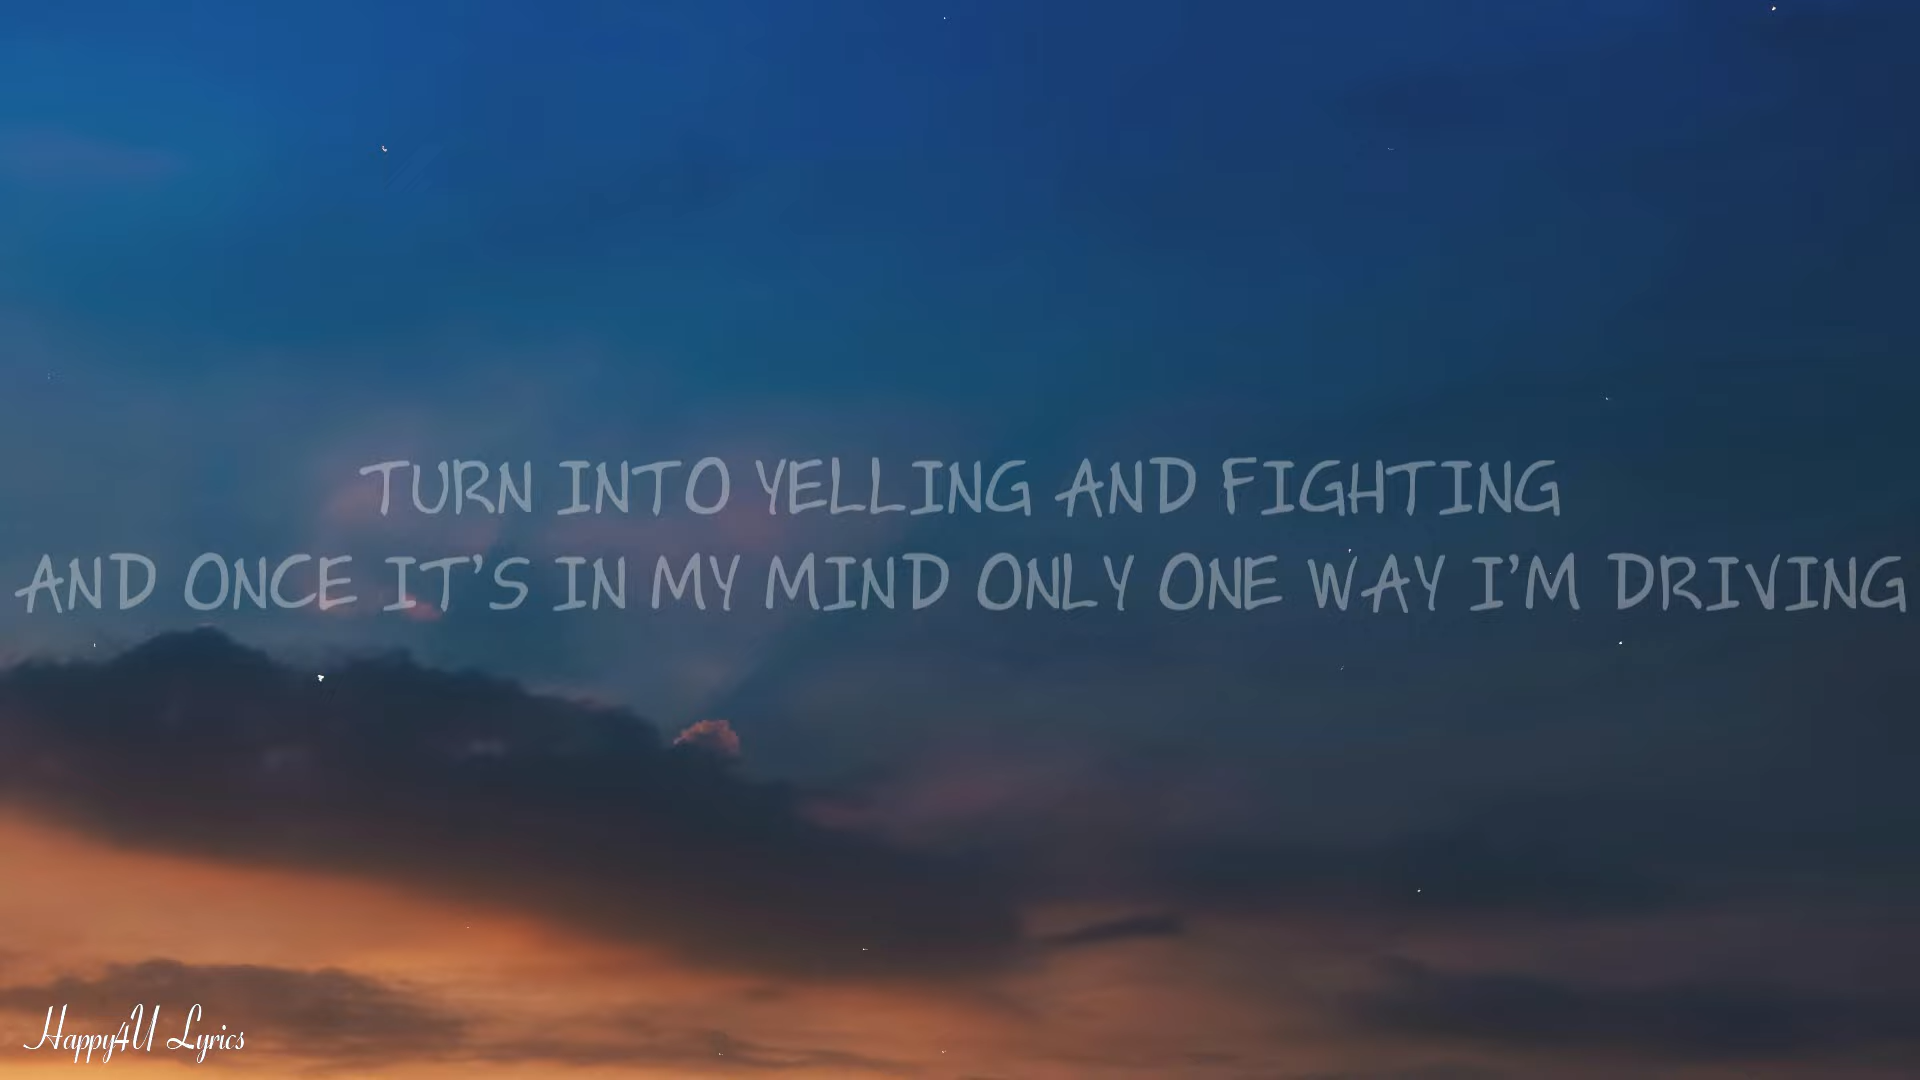 TURN INTO YELLING AND FIGHTING
AND ONCE IT'S IN MY MIND ONLY ONE WAY I'M DRIVING
Happy4U Lyrics